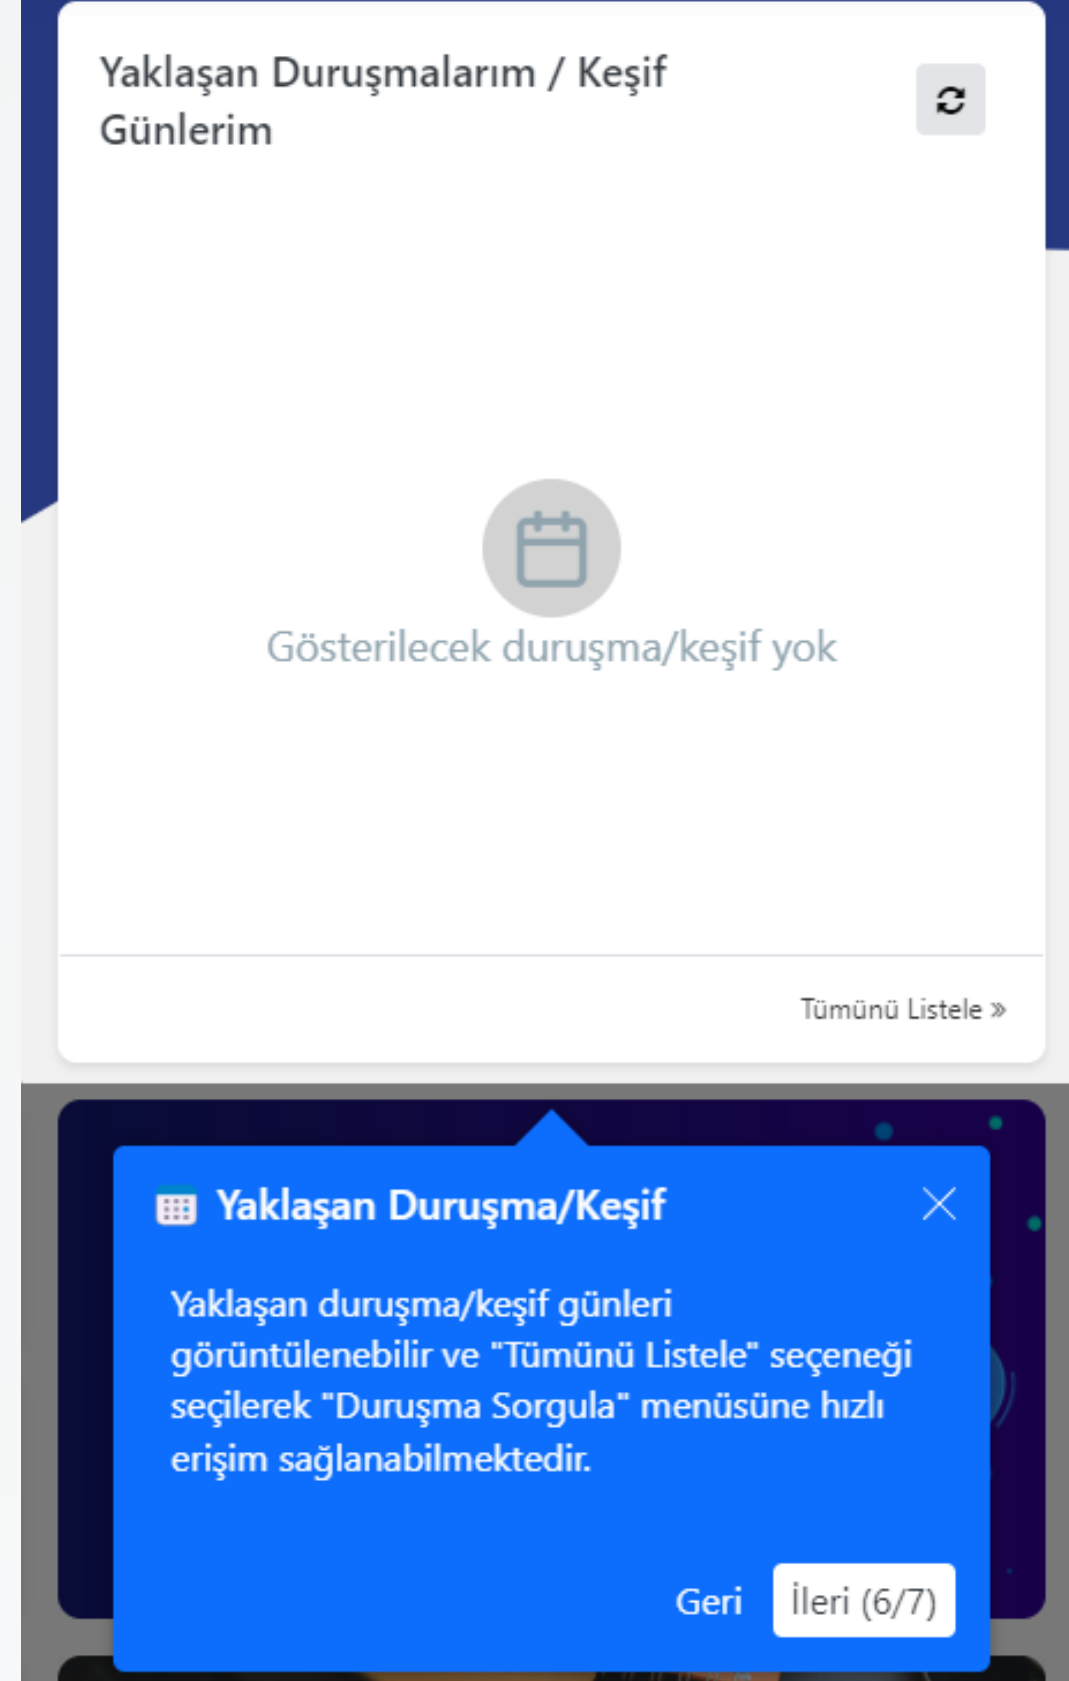 Yaklaşan Duruşmalarım / Keşif
Günlerim
Gösterilecek duruşma/keşif yok
Tümünü Listele »
Yaklaşan Duruşma/Keşif
Yaklaşan duruşma/keşif günleri
görüntülenebilir ve "Tümünü Listele" seçeneği
seçilerek "Duruşma Sorgula" menüsüne hızlı
erişim sağlanabilmektedir.
Geri
İleri (6/7)